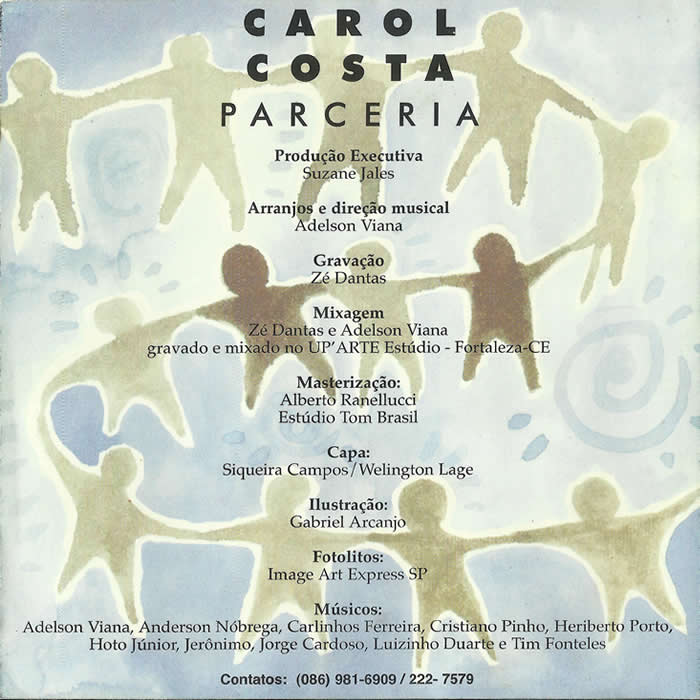 CAROL
COSTA
PARCERIA
Produção Executiva
Suzane Jales
Arranjos e direção musical
Adelson Viana
Gravação
Zé Dantas
Mixagem
Zé Dantas e Adelson Viana
gravado e mixado no UP'ARTE Estúdio - Fortaleza-CE
Masterização:
Alberto Ranellucci
Estúdio Tom Brasil
Capa:
Siqueira Campos/Welington Lage
Ilustração:
Gabriel Arcanjo
Fotolitos:
Image Art Express SP
Músicos:
Adelson Viana, Anderson Nóbrega, Carlinhos Ferreira, Cristiano Pinho, Heriberto Porto,
Hoto Júnior, Jerônimo, Jorge Cardoso, Luizinho Duarte e Tim Fonteles
Contatos: (086) 981-6909 / 222- 7579